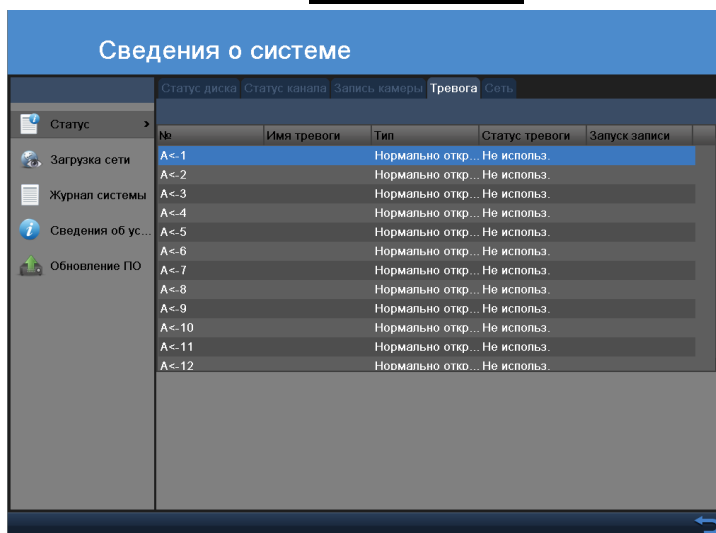 Сведения о системе
Статус диска Статус канала Запись камеры Тревога Сеть
Статус >
Загрузка сети
Журнал системы
Сведения об ус...
Обновление ПО
№ Имя тревоги Тип Статус тревоги Запуск записи
A<-1 Нормально откр... Не использ.
A<-2 Нормально откр... Не использ.
A<-3 Нормально откр... Не использ.
A<-4 Нормально откр... Не использ.
A<-5 Нормально откр... Не использ.
A<-6 Нормально откр... Не использ.
A<-7 Нормально откр... Не использ.
A<-8 Нормально откр... Не использ.
A<-9 Нормально откр... Не использ.
A<-10 Нормально откр... Не использ.
A<-11 Нормально откр... Не использ.
A<-12 Нормально откр... Не использ.